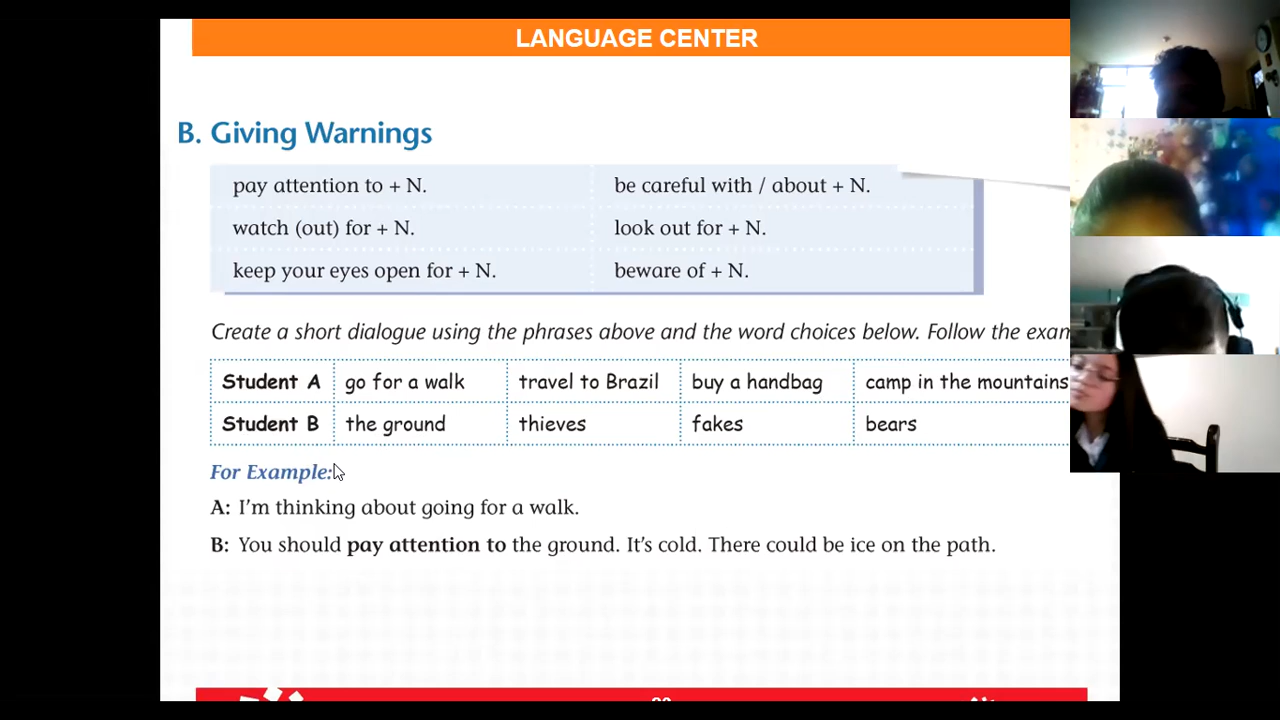 LANGUAGE CENTER
B. Giving Warnings
pay attention to + N. be careful with / about + N.
watch (out) for + N. look out for + N.
keep your eyes open for + N. beware of + N.
Create a short dialogue using the phrases above and the word choices below. Follow the exam
Student A go for a walk travel to Brazil buy a handbag camp in the mountains
Student B the ground thieves fakes bears
For Example:
A: I'm thinking about going for a walk.
B: You should pay attention to the ground. It's cold. There could be ice on the path.